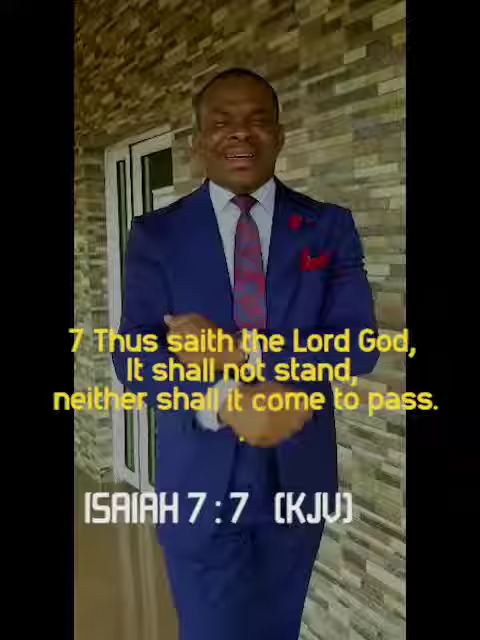 7 Thus saith the Lord God,
It shall not stand,
neither shall it come to pass.
.
ISAIAH 7 : 7 (KJV)